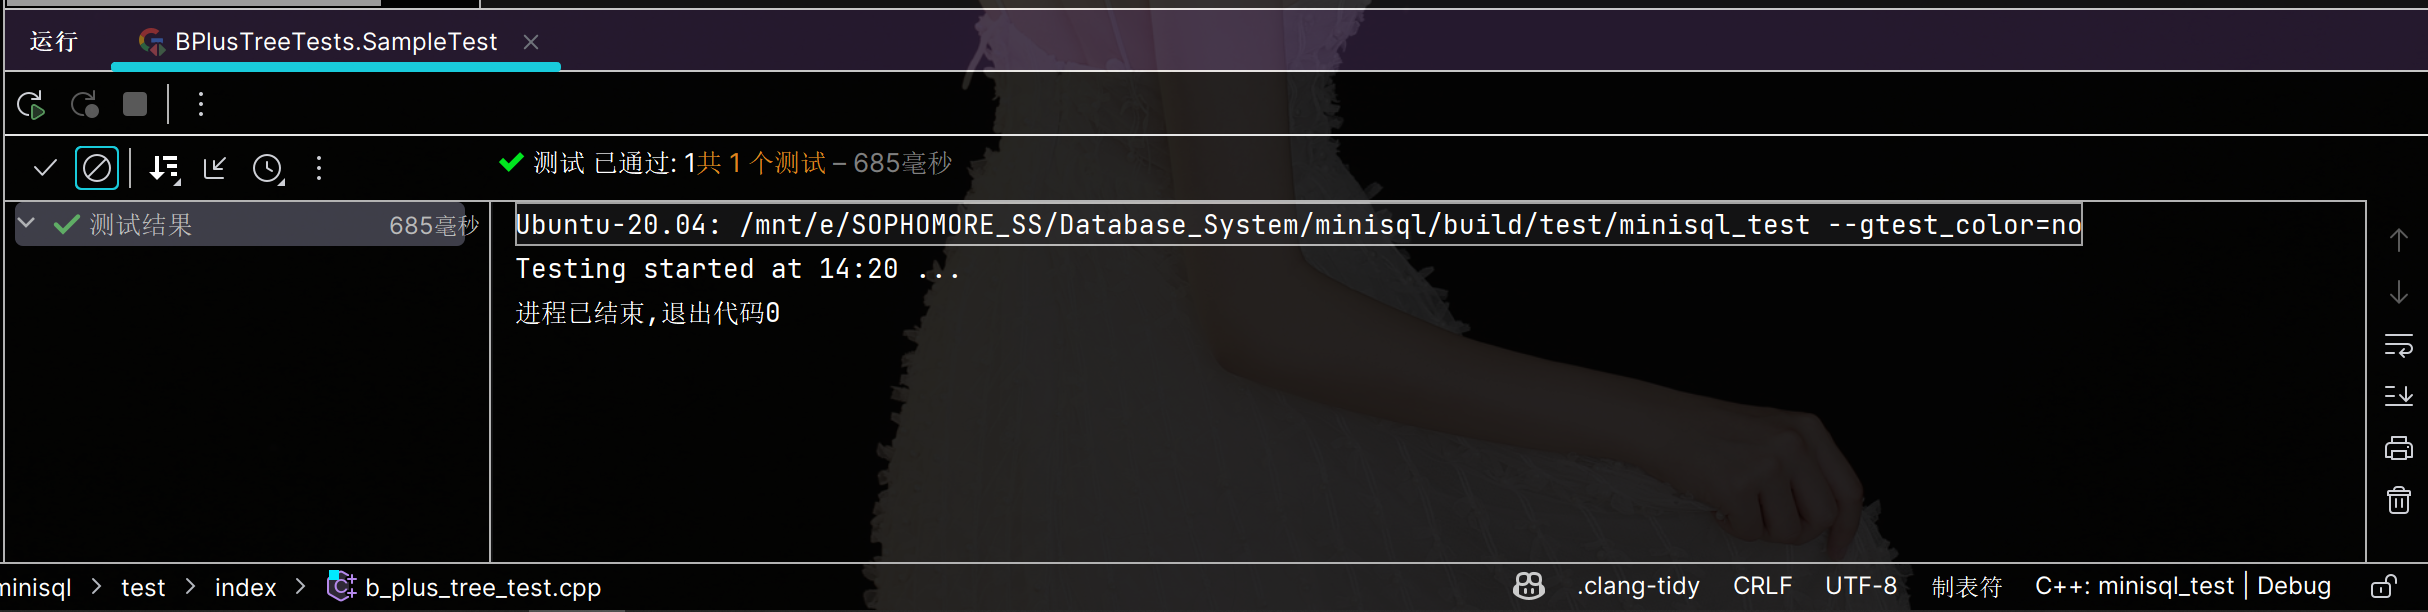 运行 BPlusTreeTests.SampleTest
测试 已通过: 1共 1 个测试 – 685毫秒
测试结果 685毫秒
Ubuntu-20.04: /mnt/e/SOPHOMORE_SS/Database_System/minisql/build/test/minisql_test --gtest_color=no
Testing started at 14:20 ...
进程已结束,退出代码0
minisql > test > index > b_plus_tree_test.cpp .clang-tidy CRLF UTF-8 制表符 C++: minisql_test | Debug